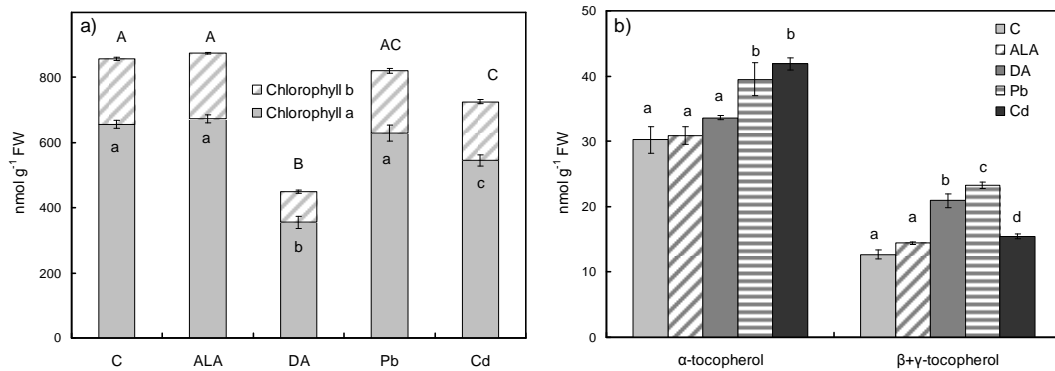 a)
nmol g⁻¹ FW
800
600
400
200
0
A
A
B
AC
C
a
a
b
a
c
Chlorophyll b
Chlorophyll a
C ALA DA Pb Cd
b)
nmol g⁻¹ FW
50
40
30
20
10
0
a a a b b
a a b c d
C
ALA
DA
Pb
Cd
α-tocopherol β+γ-tocopherol